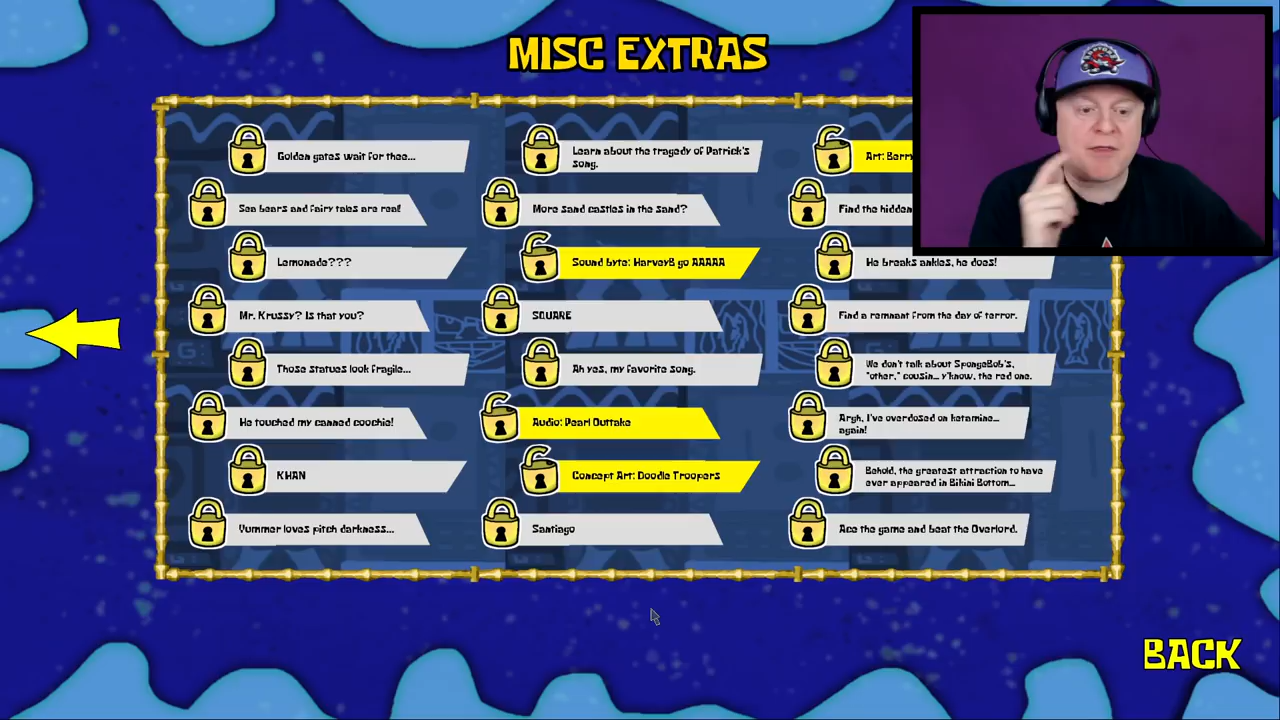 MISC EXTRAS
Golden gates wait for thee...
Learn about the tragedy of Patrick's
song.
Art: Berry
Sea bears and fairy tales are real!
More sand castles in the sand?
Find the hidden
Lemonade???
Sound byte: HarveyB go AAAAA
He breaks ankles, he does!
Mr. Krussy? Is that you?
SQUARE
Find a remnant from the day of terror.
Those statues look fragile...
Ah yes, my favorite song.
We don't talk about SpongeBob's,
"other," cousin... y'know, the red one.
He touched my canned coochie!
Audio: Pearl Outtake
Argh, I've overdosed on ketamine...
again!
KHAN
Concept Art: Doodle Troopers
Behold, the greatest attraction to have
ever appeared in Bikini Bottom...
Yummer loves pitch darkness...
Santiago
Ace the game and beat the Overlord.
BACK